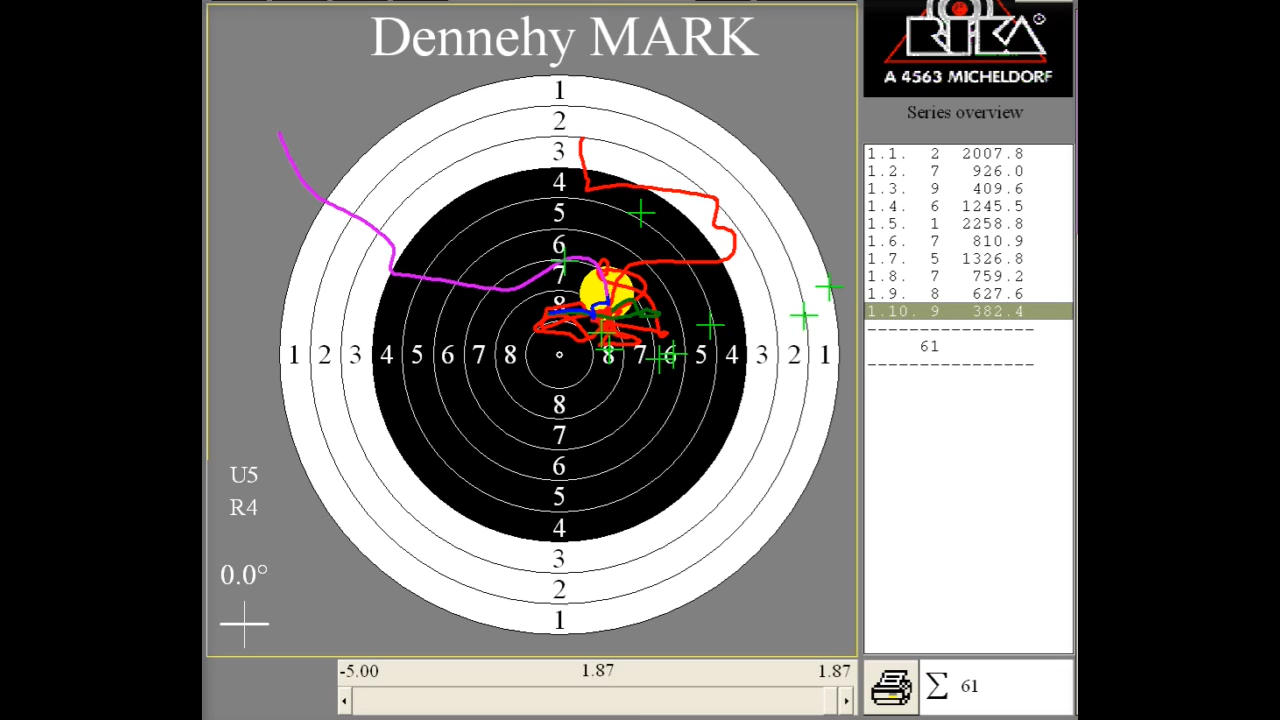 Dennehy MARK
RIKA
A 4563 MICHELDORF
Series overview
1.1. 2 2007.8
1.2. 7 926.0
1.3. 9 409.6
1.4. 6 1245.5
1.5. 1 2258.8
1.6. 7 810.9
1.7. 5 1326.8
1.8. 7 759.2
1.9. 8 627.6
1.10. 9 382.4
----------------
61
----------------
1
2
3
4
5
6
7
8
1 2 3 4 5 6 7 8 8 7 6 5 4 3 2 1
8
7
6
5
4
3
2
1
U5
R4
0.0°
-5.00 1.87 1.87
Σ 61